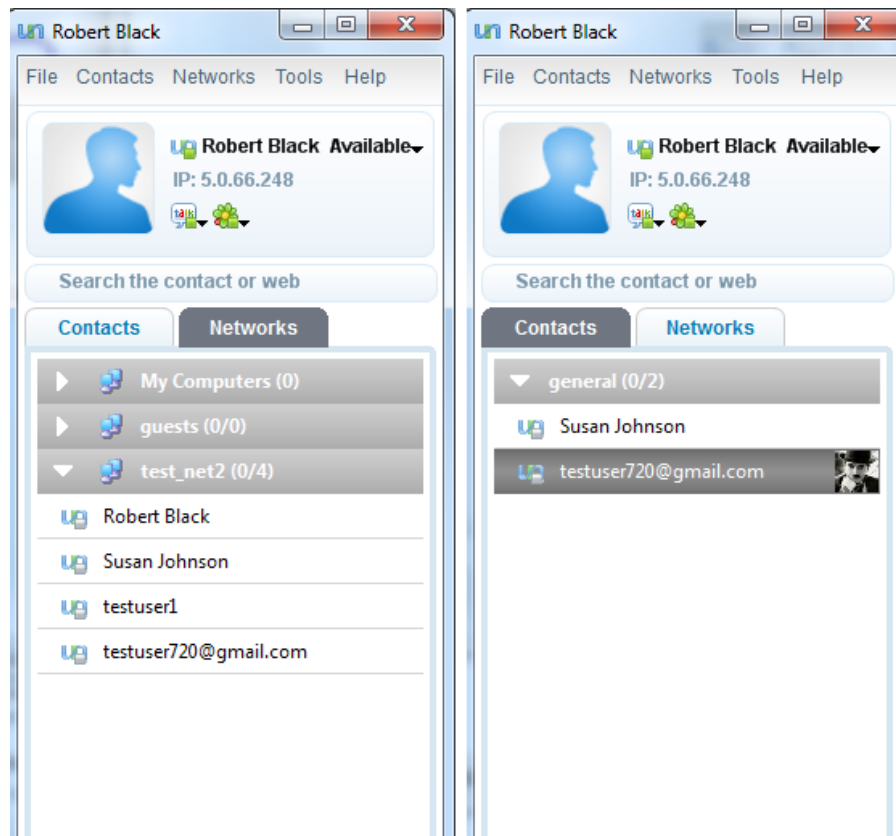 Robert Black
File Contacts Networks Tools Help
Robert Black Available
IP: 5.0.66.248
talk
Search the contact or web
Contacts Networks
My Computers (0)
guests (0/0)
test_net2 (0/4)
Robert Black
Susan Johnson
testuser1
testuser720@gmail.com
Robert Black
File Contacts Networks Tools Help
Robert Black Available
IP: 5.0.66.248
talk
Search the contact or web
Contacts Networks
general (0/2)
Susan Johnson
testuser720@gmail.com